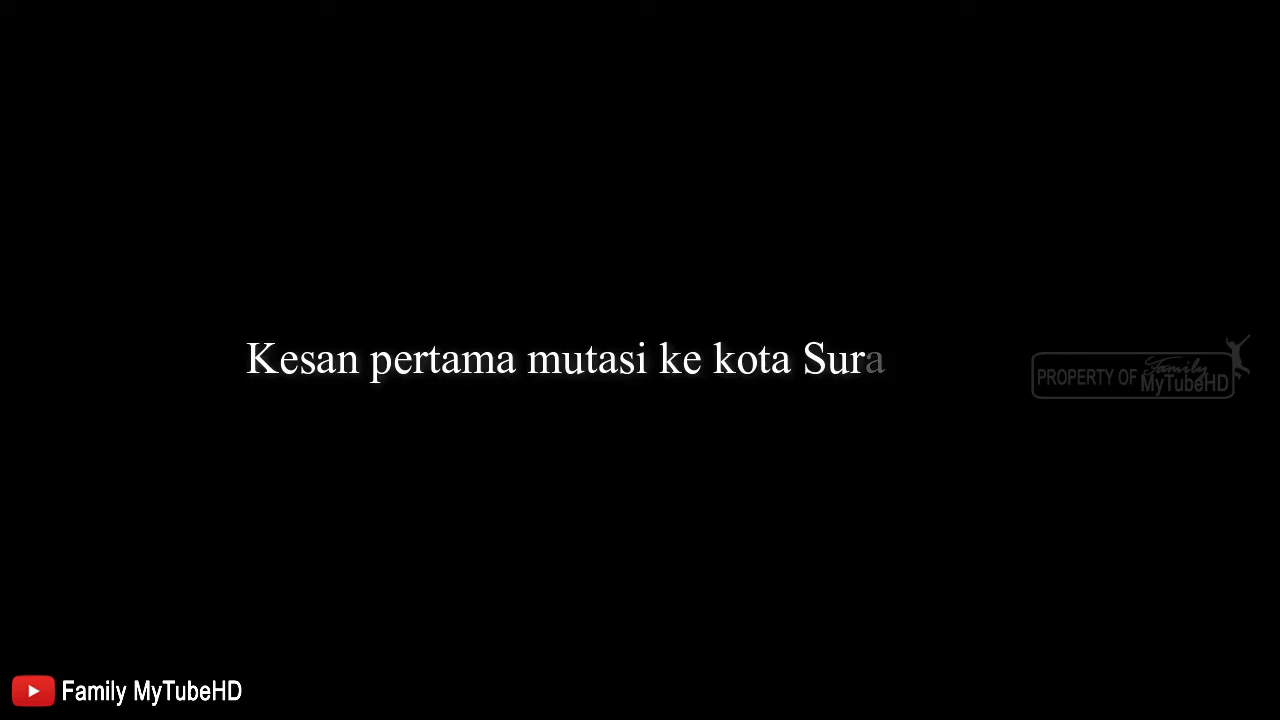 Kesan pertama mutasi ke kota Sura
PROPERTY OF Family MyTubeHD
Family MyTubeHD